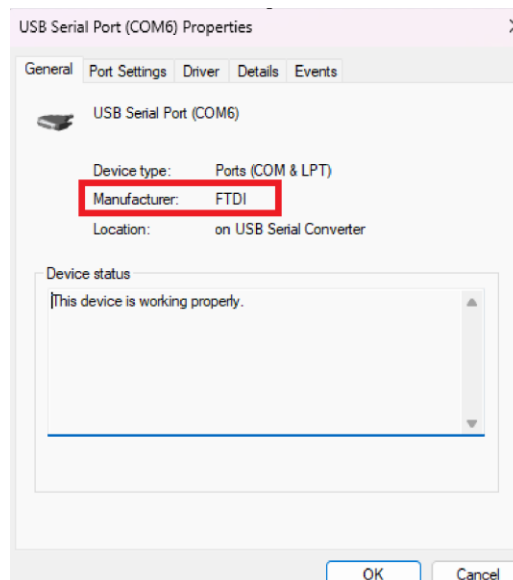 USB Serial Port (COM6) Properties
General Port Settings Driver Details Events
USB Serial Port (COM6)
Device type: Ports (COM & LPT)
Manufacturer: FTDI
Location: on USB Serial Converter
Device status
This device is working properly.
OK Cancel